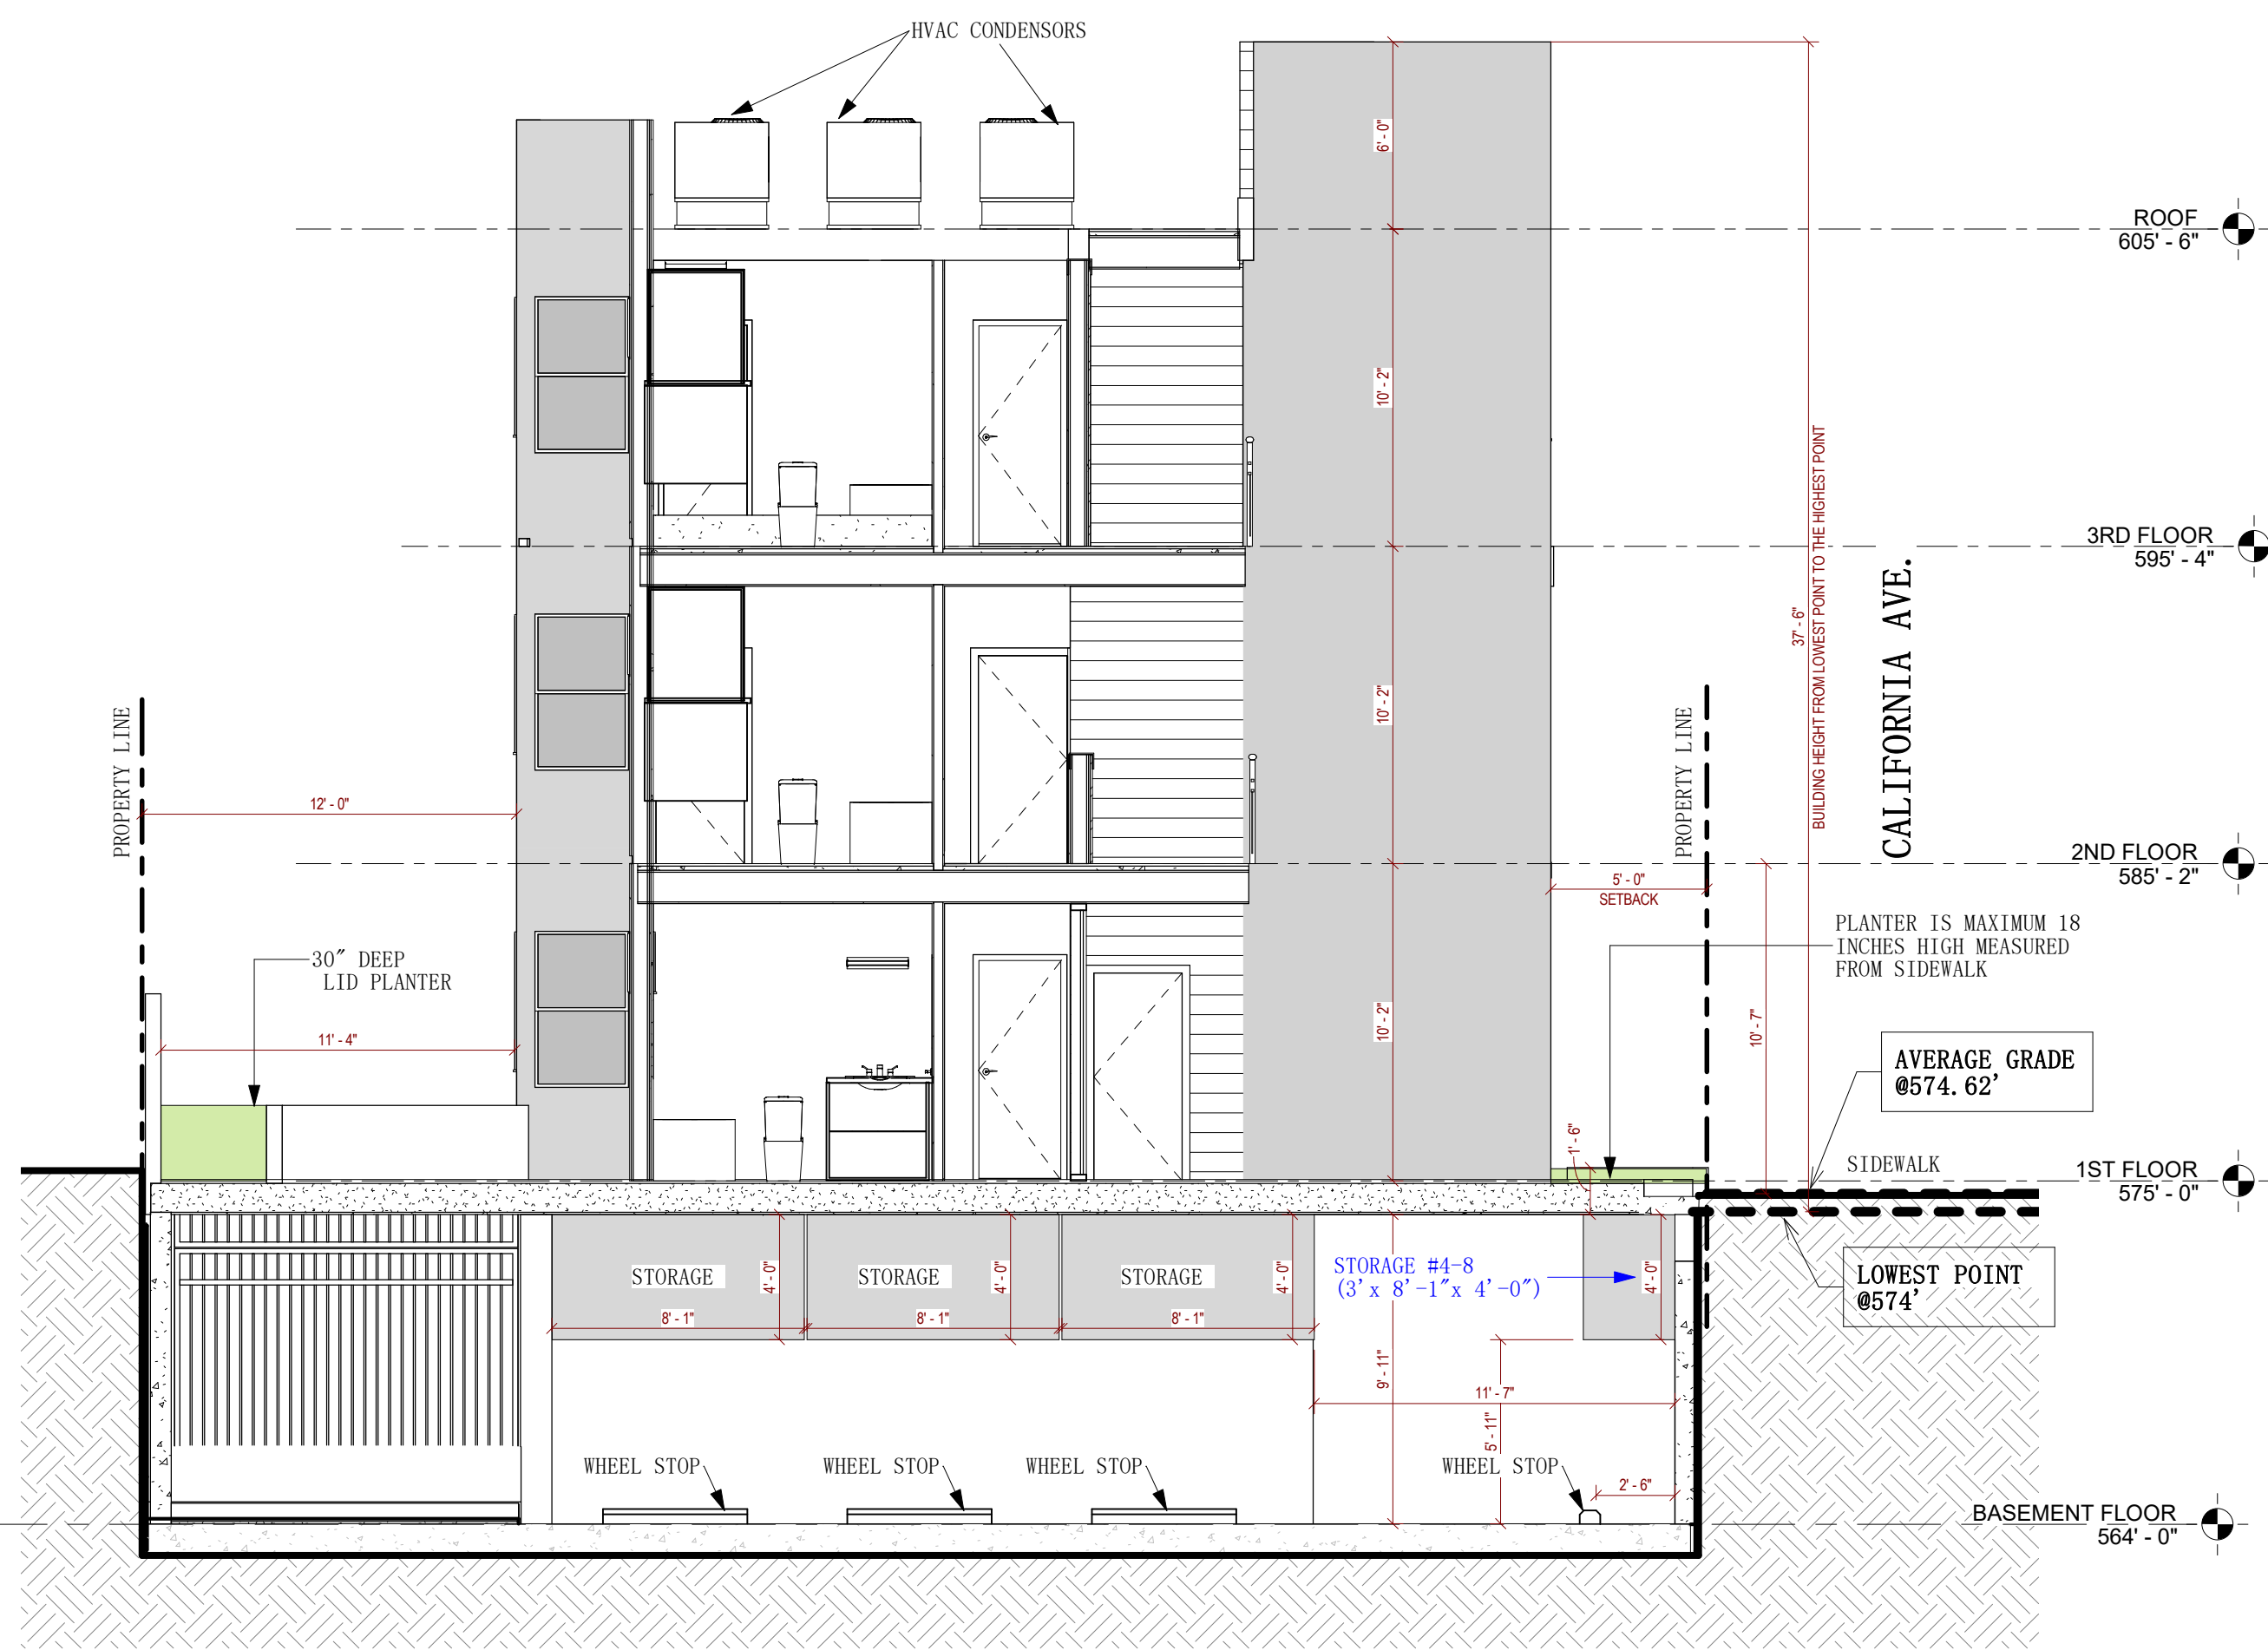 HVAC CONDENSORS
6' - 0"
ROOF
605' - 6"
10' - 2"
3RD FLOOR
595' - 4"
37' - 6"
BUILDING HEIGHT FROM LOWEST POINT TO THE HIGHEST POINT
CALIFORNIA AVE.
10' - 2"
PROPERTY LINE
PROPERTY LINE
12' - 0"
2ND FLOOR
585' - 2"
5' - 0"
SETBACK
PLANTER IS MAXIMUM 18
INCHES HIGH MEASURED
FROM SIDEWALK
30" DEEP
LID PLANTER
11' - 4"
10' - 2"
10' - 7"
AVERAGE GRADE
@574.62'
1' - 6"
SIDEWALK
1ST FLOOR
575' - 0"
STORAGE
4' - 0"
8' - 1"
STORAGE
4' - 0"
8' - 1"
STORAGE
4' - 0"
8' - 1"
STORAGE #4-8
(3'x 8'-1"x 4'-0")
4' - 0"
LOWEST POINT
@574'
9' - 11"
11' - 7"
5' - 11"
WHEEL STOP
WHEEL STOP
WHEEL STOP
WHEEL STOP
2' - 6"
BASEMENT FLOOR
564' - 0"